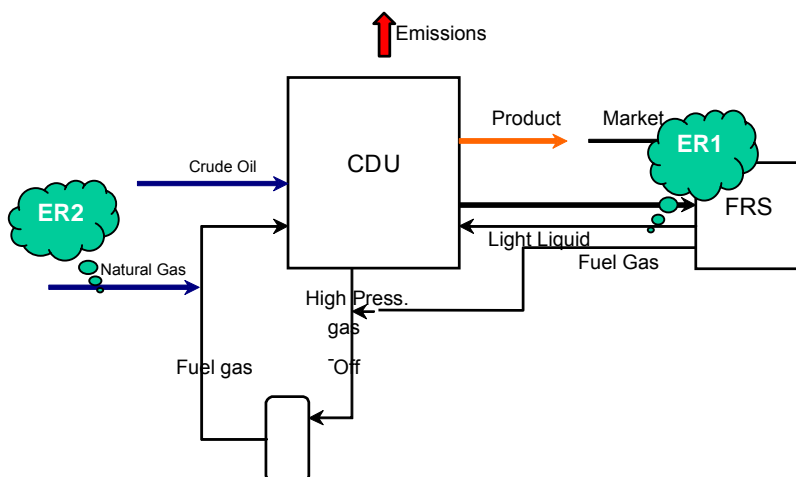 Emissions
Product
Market
ER1
CDU
Crude Oil
ER2
FRS
Light Liquid
Natural Gas
Fuel Gas
High Press.
gas
Fuel gas
-Off